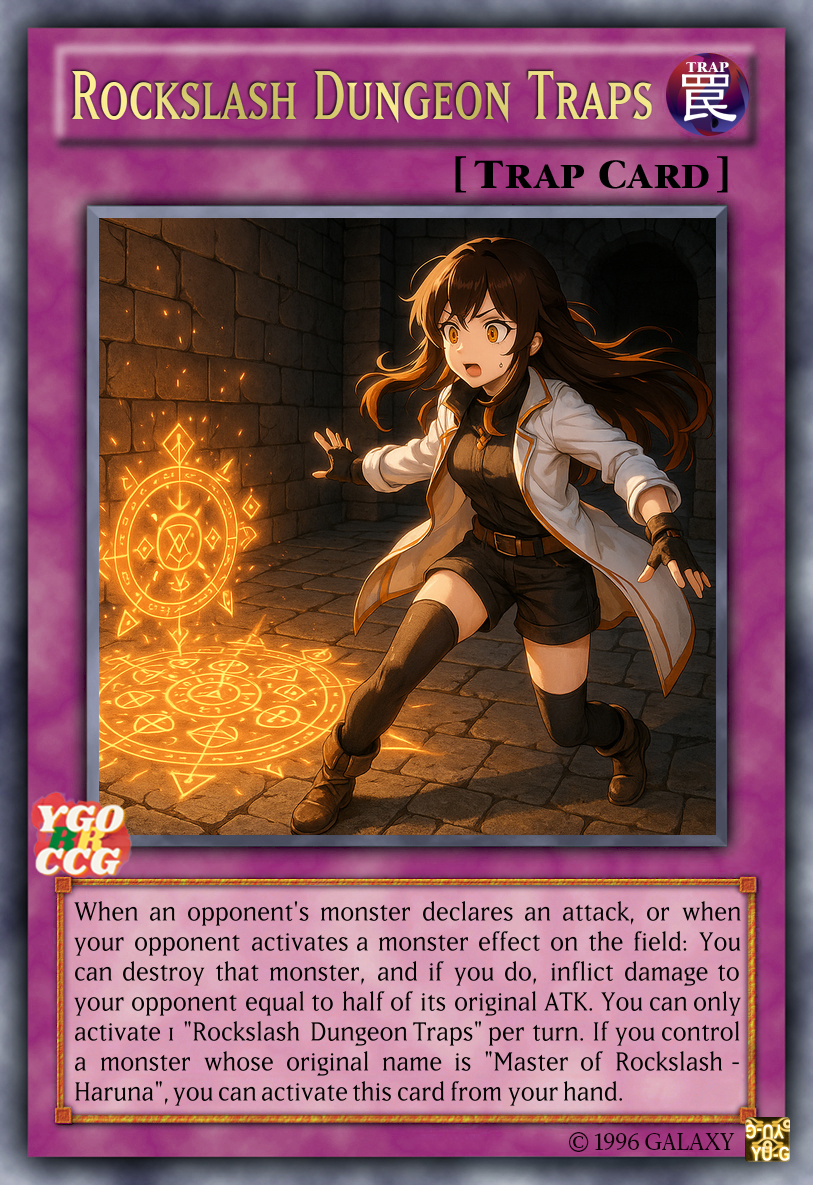 Rockslash Dungeon Traps
TRAP
罠
[Trap Card]
YGO
RR
CCG
When an opponent's monster declares an attack, or when
your opponent activates a monster effect on the field: You
can destroy that monster, and if you do, inflict damage to
your opponent equal to half of its original ATK. You can only
activate 1 "Rockslash Dungeon Traps" per turn. If you control
a monster whose original name is "Master of Rockslash -
Haruna", you can activate this card from your hand.
© 1996 GALAXY